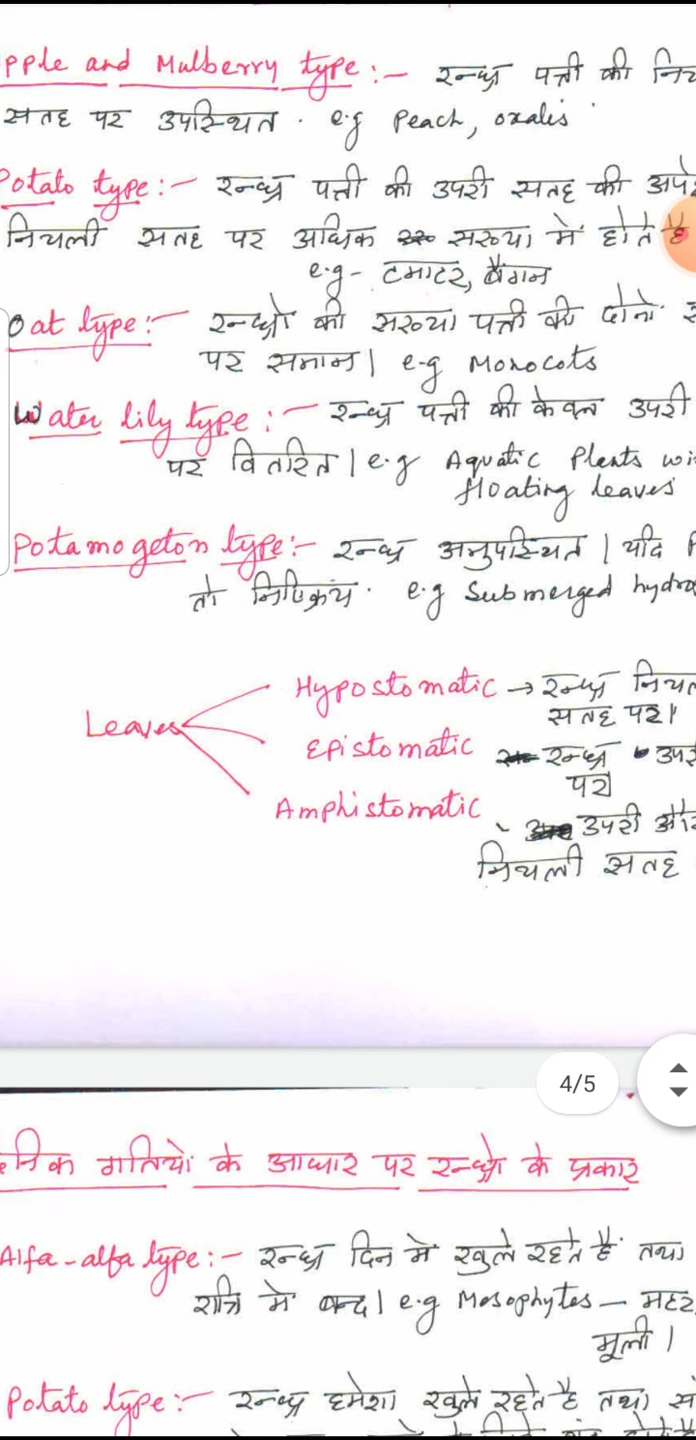 pple and Mulberry type :- रन्ध्र पत्ती की निच
सतह पर उपस्थित . e.g Peach, oxalis
Potato type :- रन्ध्र पत्ती की उपरी सतह की अपे
निचली सतह पर अधिक संख्या में होते है
e.g- टमाटर, बैंगन
Oat type :- रन्ध्रो की संख्या पत्ती की दोनो
पर समान। e-g Monocots
Water lily type :- रन्ध्र पत्ती की केवल उपरी
पर वितरित। e.g Aquatic Plants wi
floating leaves
Potamogeton type :- रन्ध्र अनुपस्थित। यदि
तो निष्क्रिय. e.g Submerged hydro
Hypostomatic → रन्ध्र निचल
सतह पर।
Leaves
Epistomatic रन्ध्र उपर
पर
Amphistomatic
उपरी और
निचली सतह
4/5
निक गतियो के आधार पर रन्ध्रो के प्रकार
Alfa-alfa type :- रन्ध्र दिन में खुले रहते है तथा
रात्रि मे बन्द। e.g Mesophytes - मटर
मूली।
Potato type :- रन्ध्र हमेशा खुले रहते है तथा